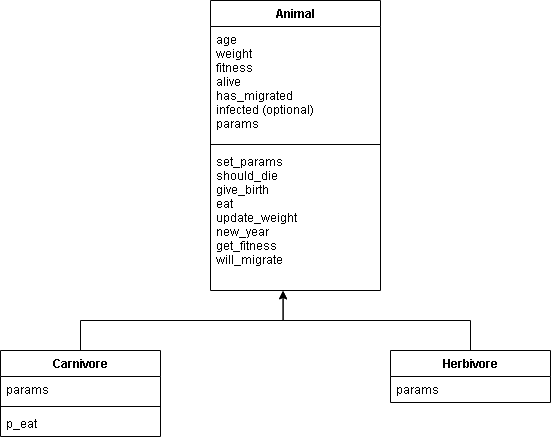 Animal
age
weight
fitness
alive
has_migrated
infected (optional)
params
set_params
should_die
give_birth
eat
update_weight
new_year
get_fitness
will_migrate
Carnivore
params
p_eat
Herbivore
params